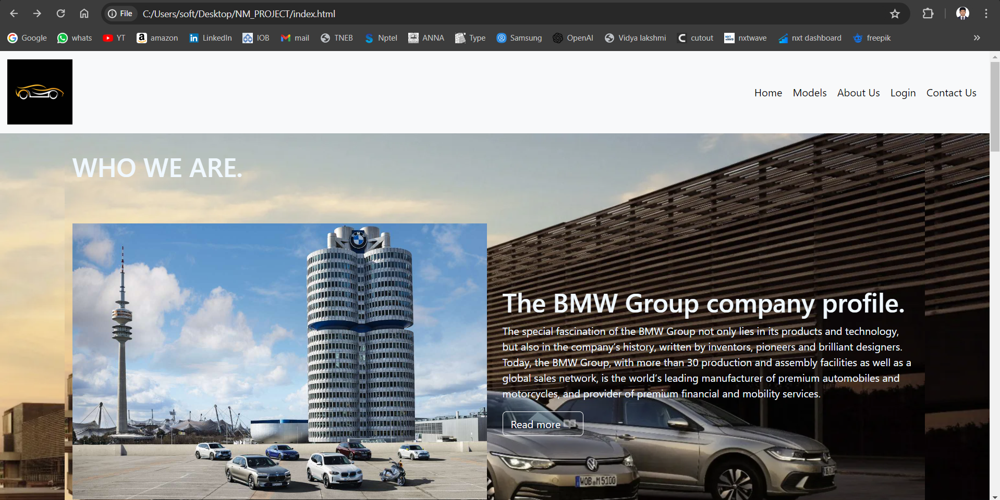 File C:/Users/soft/Desktop/NM_PROJECT/index.html
Google whats YT amazon LinkedIn IOB mail TNEB Nptel ANNA Type Samsung OpenAI Vidya lakshmi cutout nxtwave nxt dashboard freepik
Home Models About Us Login Contact Us
WHO WE ARE.
BMW
The BMW Group company profile.
The special fascination of the BMW Group not only lies in its products and technology,
but also in the company’s history, written by inventors, pioneers and brilliant designers.
Today, the BMW Group, with more than 30 production and assembly facilities as well as a
global sales network, is the world’s leading manufacturer of premium automobiles and
motorcycles, and provider of premium financial and mobility services.
Read more
WOB M 5100